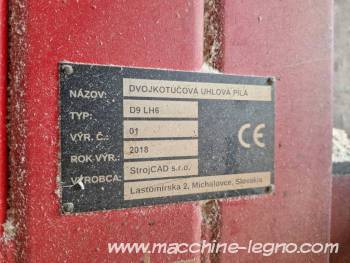 NÁZOV: DVOJKOTÚČOVÁ UHLOVÁ PÍLA
TYP: D9 LH6
VÝR. Č.: 01
ROK VÝR.: 2018
VÝROBCA: StrojCAD s.r.o.
Lastomírska 2, Michalovce, Slovakia
CE
www.macchine-legno.com